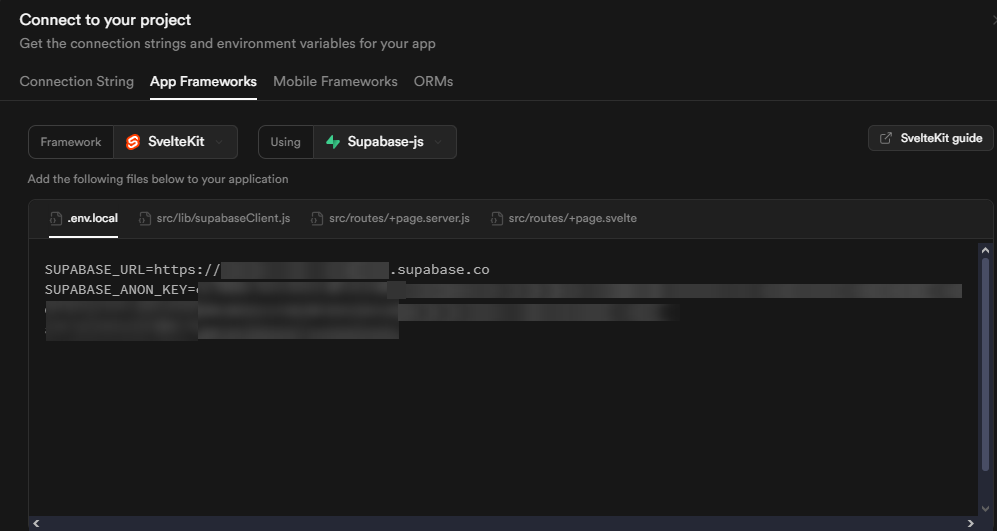 Connect to your project
Get the connection strings and environment variables for your app
Connection String App Frameworks Mobile Frameworks ORMs
Framework SvelteKit Using Supabase-js SvelteKit guide
Add the following files below to your application
.env.local src/lib/supabaseClient.js src/routes/+page.server.js src/routes/+page.svelte
SUPABASE_URL=https://
.supabase.co
SUPABASE_ANON_KEY=